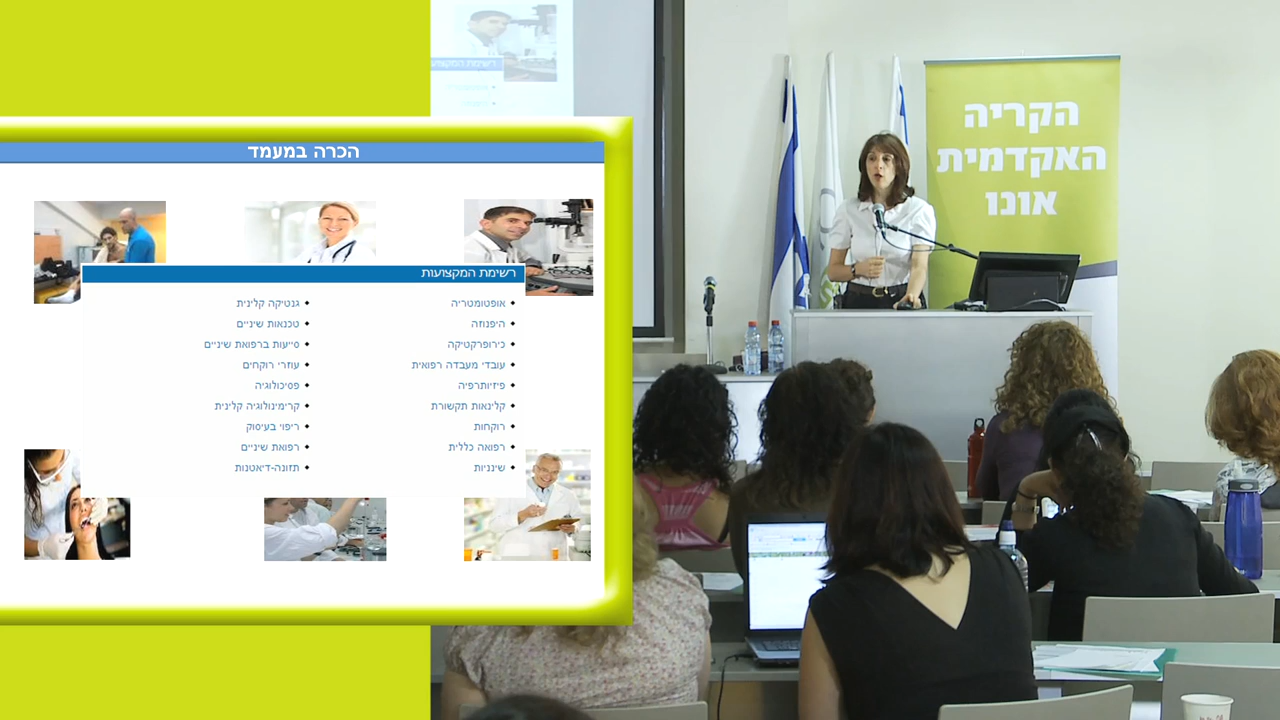 הכרה במעמד
רשימת המקצועות
אופטומטריה
היפנוזה
כירופרקטיקה
עובדי מעבדה רפואית
פיזיותרפיה
קלינאות תקשורת
רוקחות
רפואה כללית
שיננות
גנטיקה קלינית
טכנאות שיניים
סייעות ברפואת שיניים
עוזרי רוקחים
פסיכולוגיה
קרימינולוגיה קלינית
ריפוי בעיסוק
רפואת שיניים
תזונה-דיאטנות
הקריה
האקדמית
אונו
רשימת המקצועות